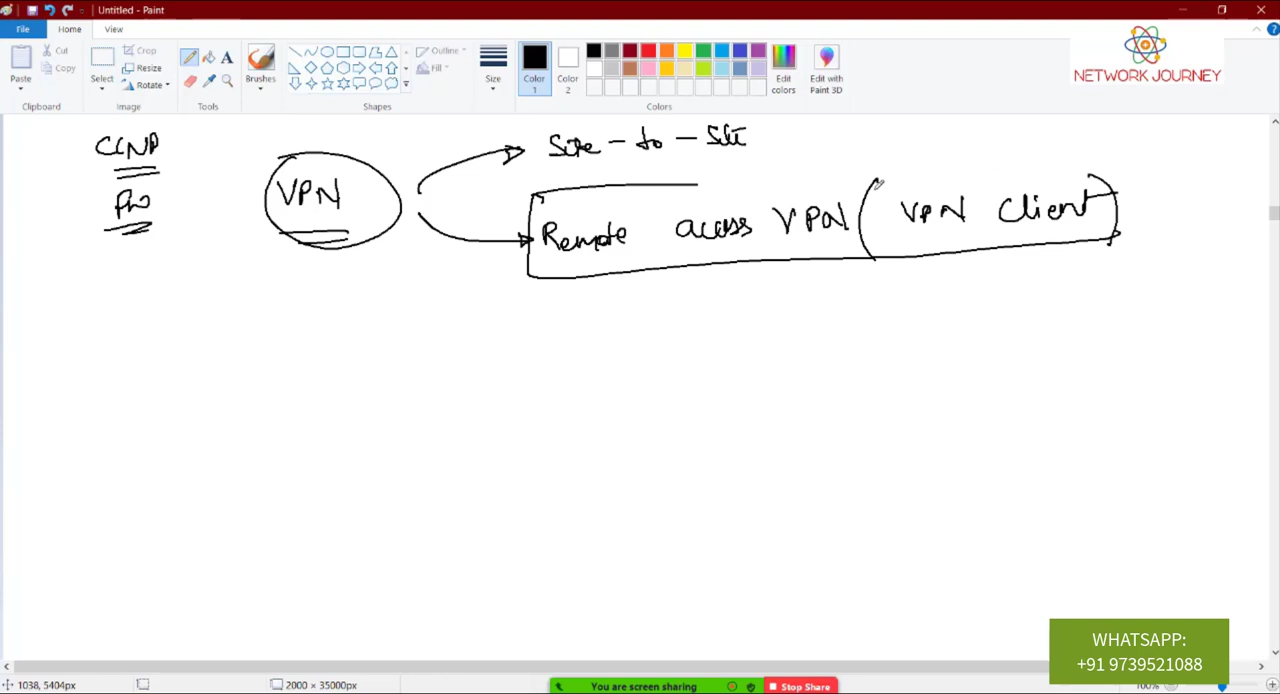 Untitled - Paint
File Home View
Paste
Cut
Copy
Clipboard
Select
Crop
Resize
Rotate
Image
Tools
Brushes
Shapes
Outline
Fill
Size
Color 1
Color 2
Colors
Edit colors
Edit with Paint 3D
NETWORK JOURNEY
CCNP
VPN
Site - to - Site
Remote access VPN (VPN Client)
WHATSAPP:
+91 9739521088
1038, 5404px
2000 × 35000px
You are screen sharing
Stop Share
100%